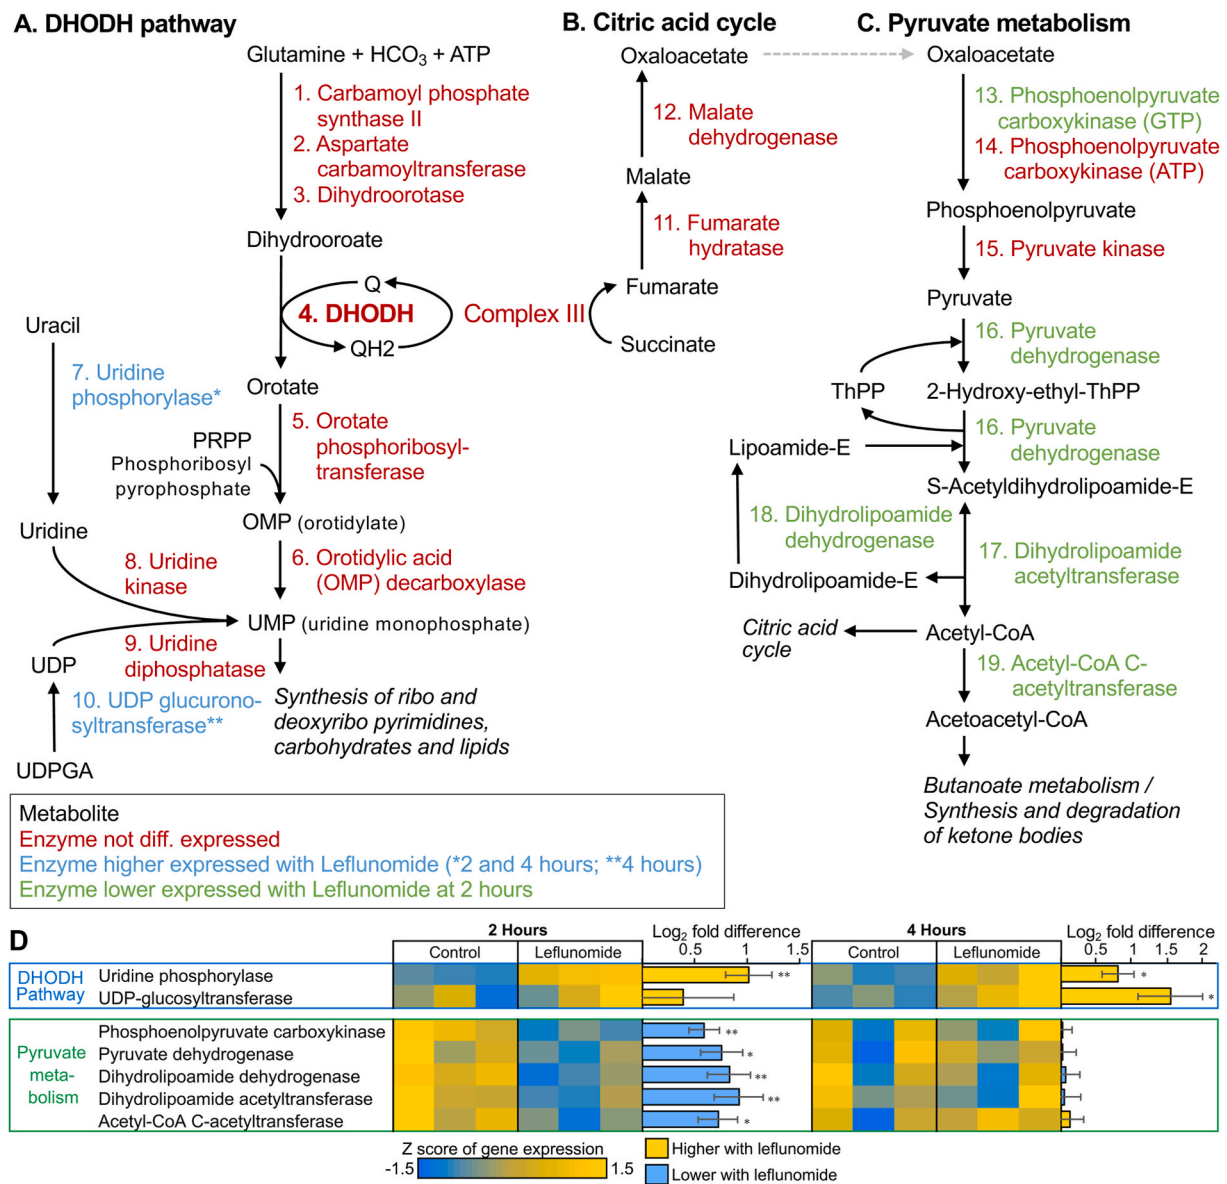 A. DHODH pathway
Glutamine + HCO3 + ATP
1. Carbamoyl phosphate
synthase II
2. Aspartate
carbamoyltransferase
3. Dihydroorotase
Dihydrooroate
Q
4. DHODH
QH2
Complex III
Orotate
5. Orotate
phosphoribosyl-
transferase
PRPP
Phosphoribosyl
pyrophosphate
OMP (orotidylate)
6. Orotidylic acid
(OMP) decarboxylase
UMP (uridine monophosphate)
Synthesis of ribo and
deoxyribo pyrimidines,
carbohydrates and lipids
Uracil
7. Uridine
phosphorylase*
Uridine
8. Uridine
kinase
9. Uridine
diphosphatase
UDP
10. UDP glucurono-
syltransferase**
UDPGA
B. Citric acid cycle
Oxaloacetate
12. Malate
dehydrogenase
Malate
11. Fumarate
hydratase
Fumarate
Succinate
C. Pyruvate metabolism
Oxaloacetate
13. Phosphoenolpyruvate
carboxykinase (GTP)
14. Phosphoenolpyruvate
carboxykinase (ATP)
Phosphoenolpyruvate
15. Pyruvate kinase
Pyruvate
16. Pyruvate
dehydrogenase
ThPP
2-Hydroxy-ethyl-ThPP
16. Pyruvate
dehydrogenase
Lipoamide-E
S-Acetyldihydrolipoamide-E
18. Dihydrolipoamide
dehydrogenase
17. Dihydrolipoamide
acetyltransferase
Dihydrolipoamide-E
Citric acid
cycle
Acetyl-CoA
19. Acetyl-CoA C-
acetyltransferase
Acetoacetyl-CoA
Butanoate metabolism /
Synthesis and degradation
of ketone bodies
Metabolite
Enzyme not diff. expressed
Enzyme higher expressed with Leflunomide (*2 and 4 hours; **4 hours)
Enzyme lower expressed with Leflunomide at 2 hours
D
2 Hours
Control
Leflunomide
Log2 fold difference
0.5 1 1.5
4 Hours
Control
Leflunomide
Log2 fold difference
0.5 1 1.5 2
DHODH
Pathway
Uridine phosphorylase ** *
UDP-glucosyltransferase *
Pyruvate
meta-
bolism
Phosphoenolpyruvate carboxykinase **
Pyruvate dehydrogenase *
Dihydrolipoamide dehydrogenase **
Dihydrolipoamide acetyltransferase **
Acetyl-CoA C-acetyltransferase *
Z score of gene expression
-1.5 1.5
Higher with leflunomide
Lower with leflunomide